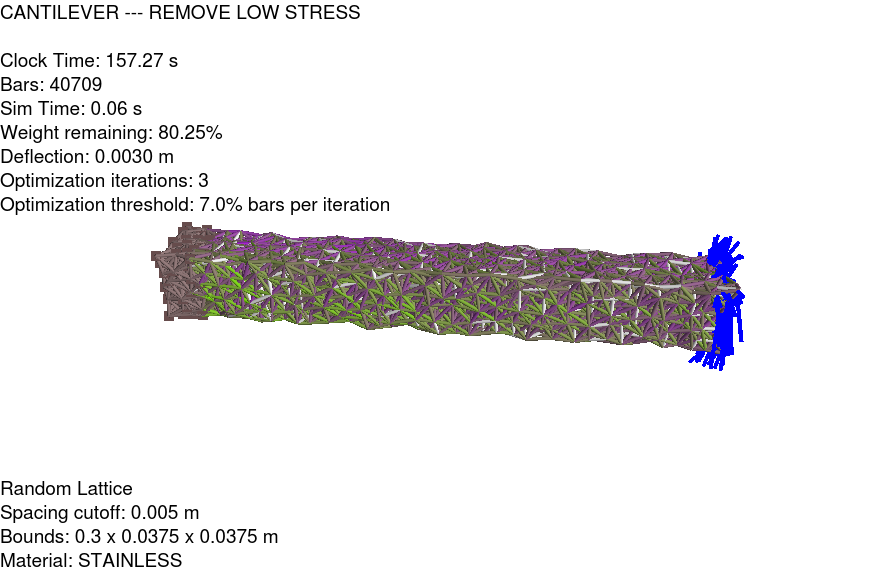 CANTILEVER --- REMOVE LOW STRESS
Clock Time: 157.27 s
Bars: 40709
Sim Time: 0.06 s
Weight remaining: 80.25%
Deflection: 0.0030 m
Optimization iterations: 3
Optimization threshold: 7.0% bars per iteration
Random Lattice
Spacing cutoff: 0.005 m
Bounds: 0.3 x 0.0375 x 0.0375 m
Material: STAINLESS